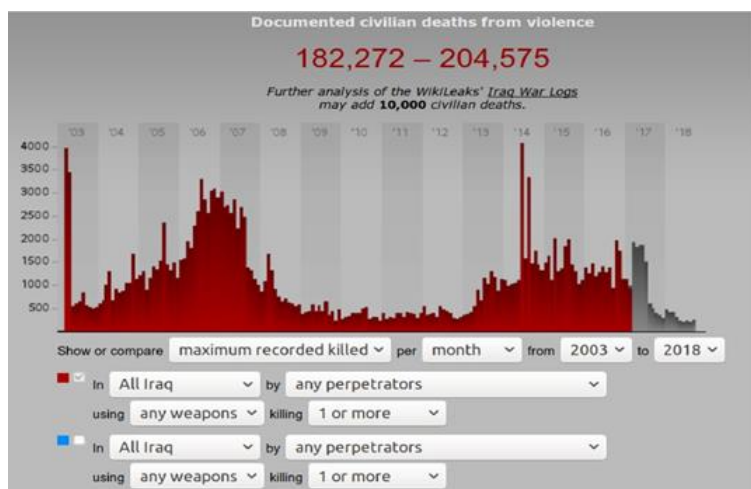 Documented civilian deaths from violence
182,272 – 204,575
Further analysis of the WikiLeaks' Iraq War Logs
may add 10,000 civilian deaths.
'03 '04 '05 '06 '07 '08 '09 '10 '11 '12 '13 '14 '15 '16 '17 '18
4000
3500
3000
2500
2000
1500
1000
500
Show or compare maximum recorded killed per month from 2003 to 2018
In All Iraq by any perpetrators
using any weapons killing 1 or more
In All Iraq by any perpetrators
using any weapons killing 1 or more